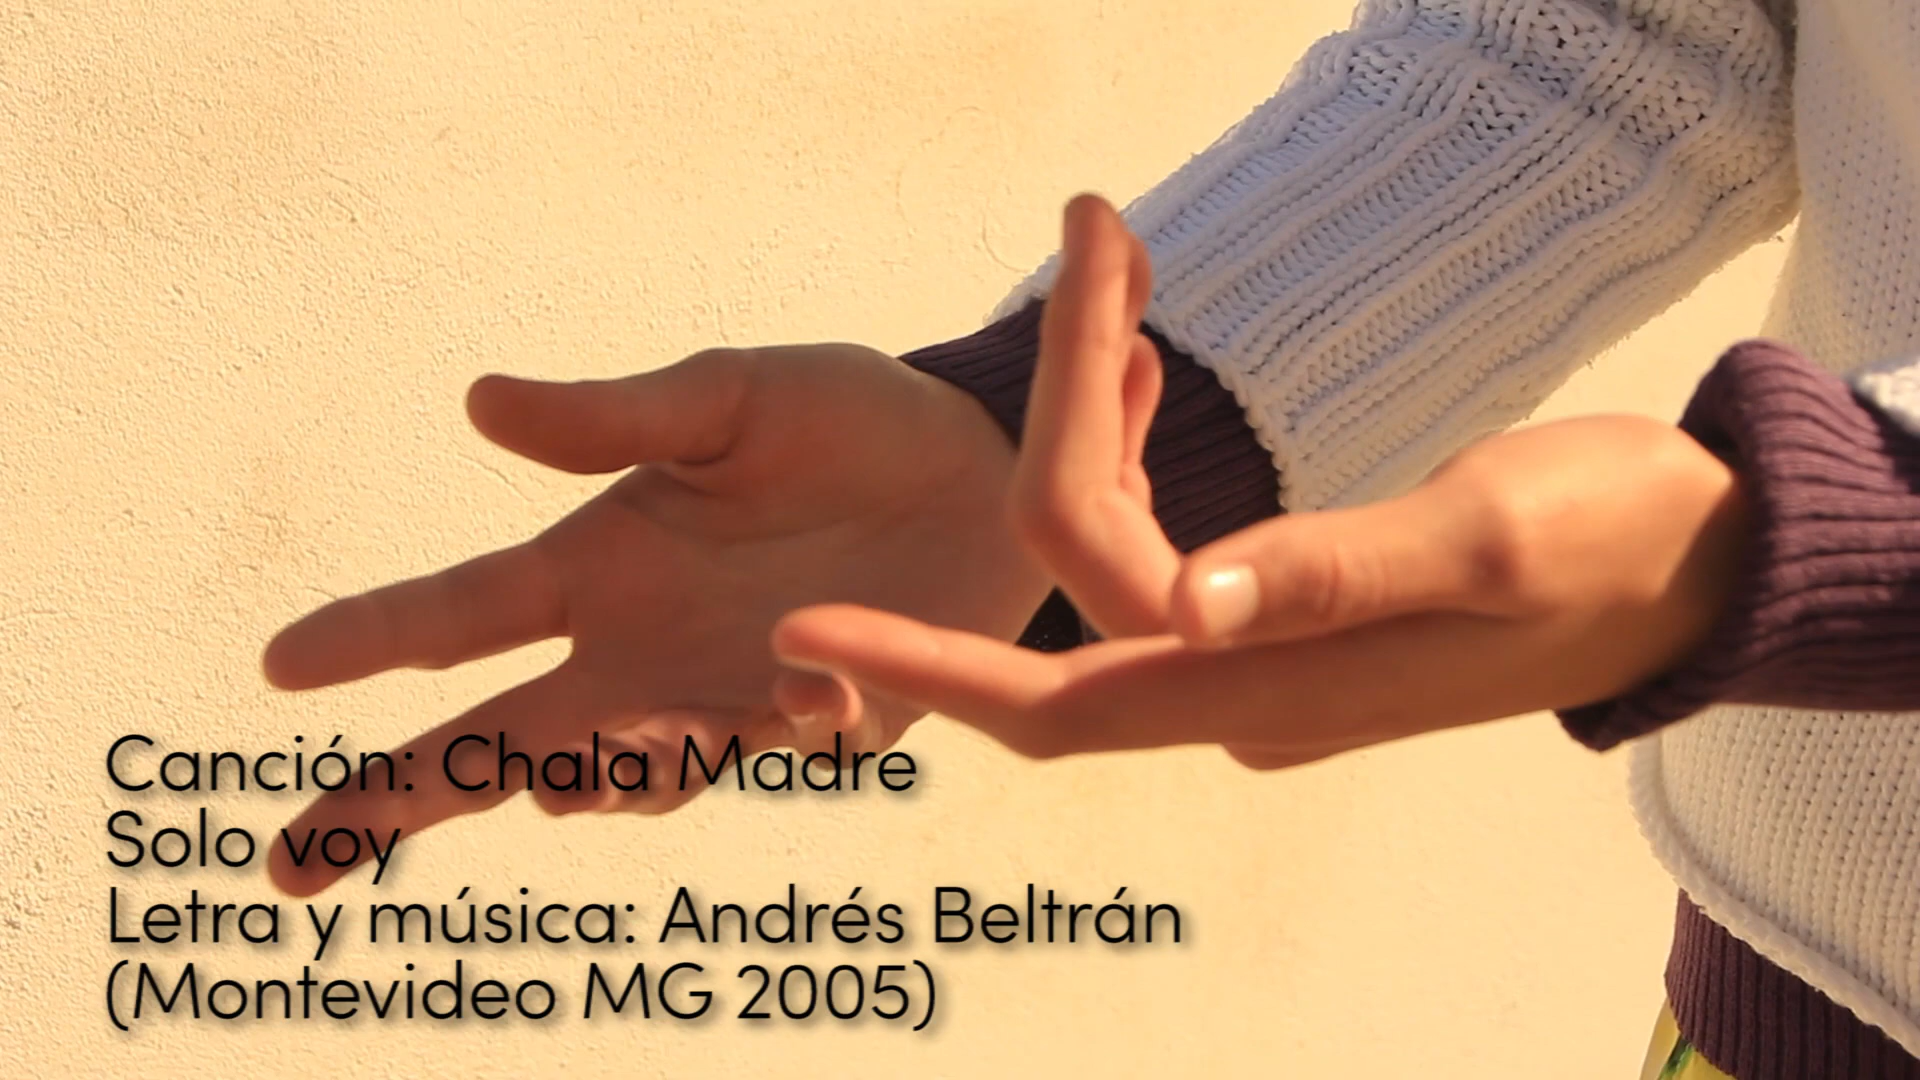 Canción: Chala Madre
Solo voy
Letra y música: Andrés Beltrán
(Montevideo MG 2005)